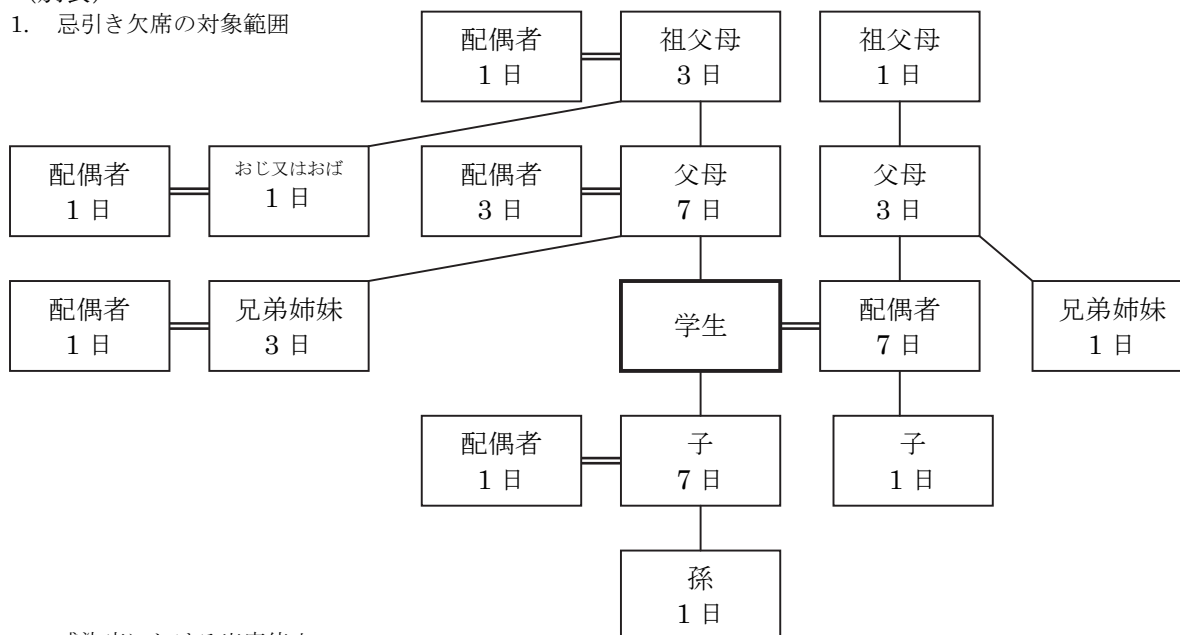 1. 忌引き欠席の対象範囲
配偶者
1 日
祖父母
3 日
祖父母
1 日
配偶者
1 日
おじ又はおば
1 日
配偶者
3 日
父母
7 日
父母
3 日
配偶者
1 日
兄弟姉妹
3 日
学生
配偶者
7 日
兄弟姉妹
1 日
配偶者
1 日
子
7 日
子
1 日
孫
1 日